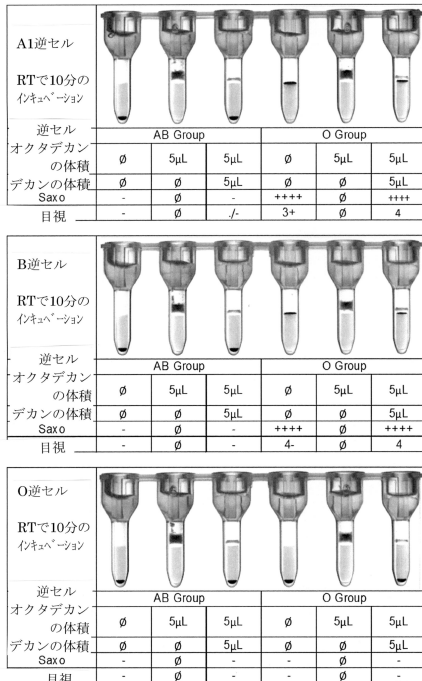 A1逆セル
RTで10分の
インキュベーション
逆セル AB Group O Group
オクタデカンの体積 Ø 5µL 5µL Ø 5µL 5µL
デカンの体積 Ø Ø 5µL Ø Ø 5µL
Saxo - Ø - ++++ Ø ++++
目視 - Ø -/- 3+ Ø 4
B逆セル
RTで10分の
インキュベーション
逆セル AB Group O Group
オクタデカンの体積 Ø 5µL 5µL Ø 5µL 5µL
デカンの体積 Ø Ø 5µL Ø Ø 5µL
Saxo - Ø - ++++ Ø ++++
目視 - Ø - 4- Ø 4
O逆セル
RTで10分の
インキュベーション
逆セル AB Group O Group
オクタデカンの体積 Ø 5µL 5µL Ø 5µL 5µL
デカンの体積 Ø Ø 5µL Ø Ø 5µL
Saxo - Ø - - Ø -
目視 - Ø - - Ø -